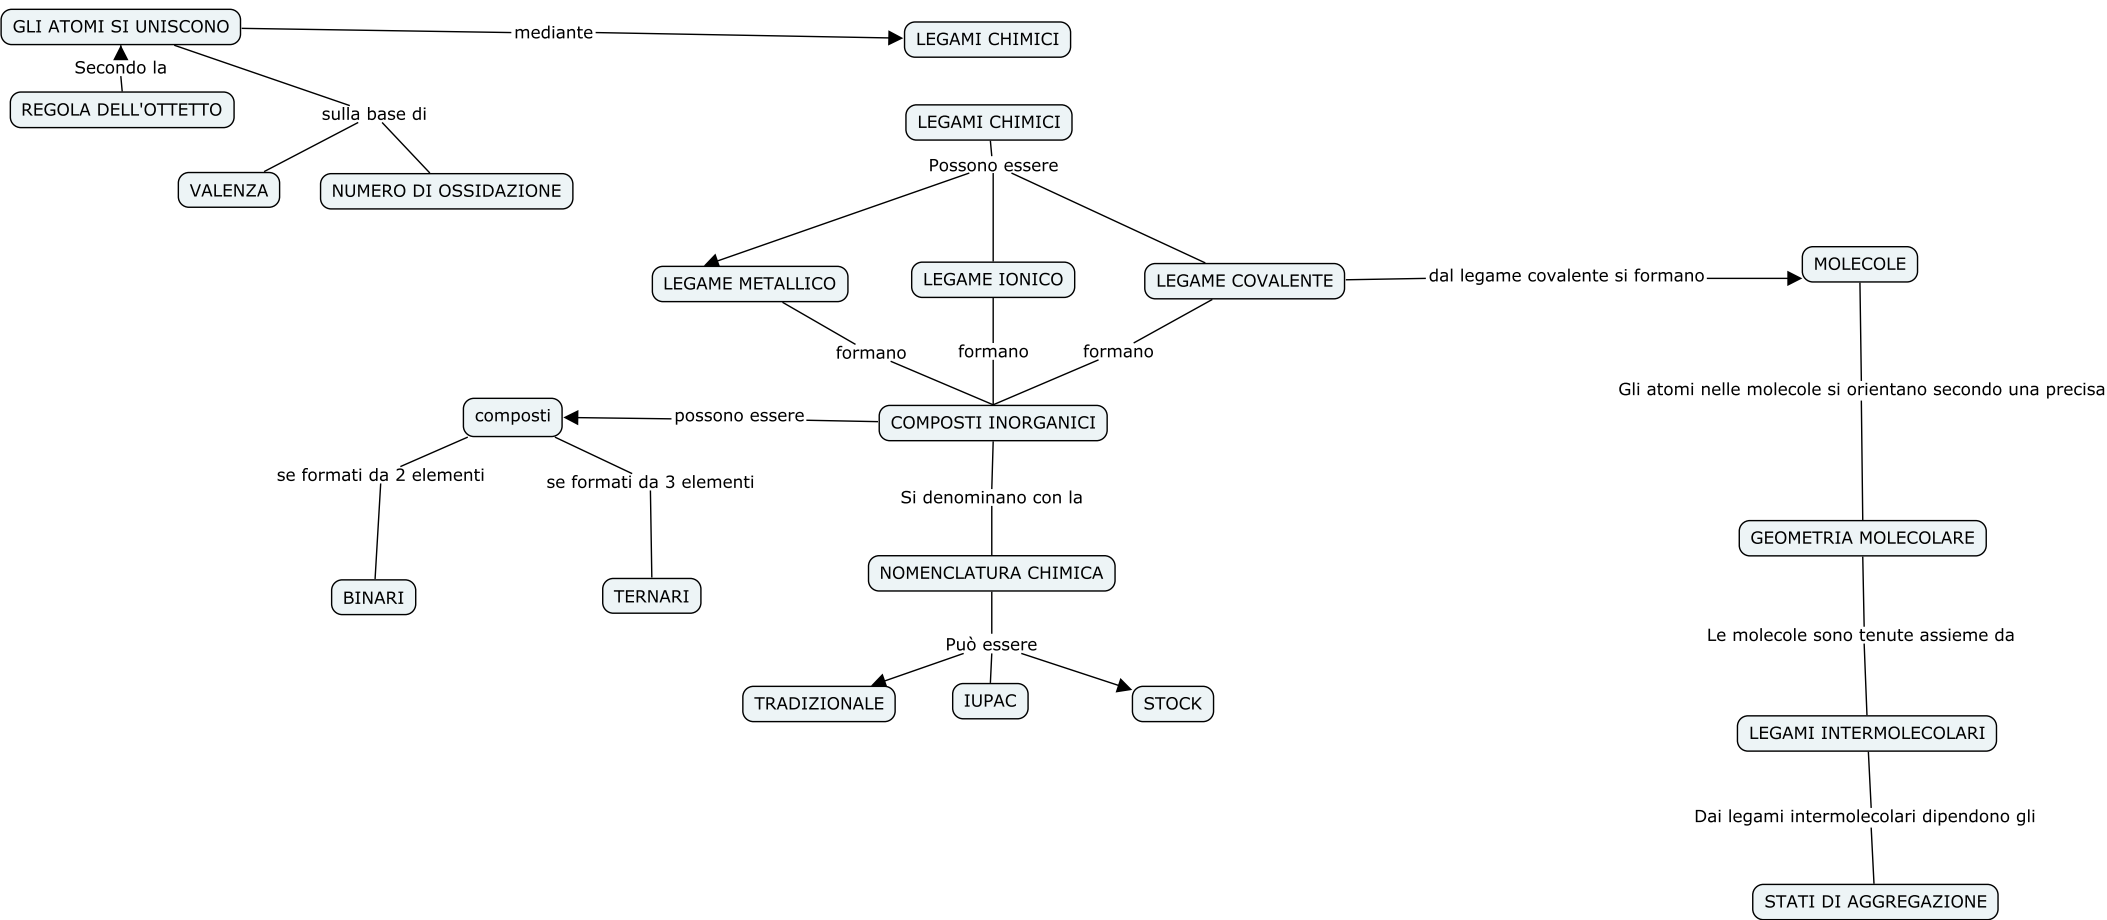 GLI ATOMI SI UNISCONO
mediante
LEGAMI CHIMICI
Secondo la
REGOLA DELL'OTTETTO
sulla base di
VALENZA
NUMERO DI OSSIDAZIONE
LEGAMI CHIMICI
Possono essere
LEGAME METALLICO
LEGAME IONICO
LEGAME COVALENTE
dal legame covalente si formano
MOLECOLE
formano
formano
formano
Gli atomi nelle molecole si orientano secondo una precisa
composti
possono essere
COMPOSTI INORGANICI
se formati da 2 elementi
se formati da 3 elementi
Si denominano con la
GEOMETRIA MOLECOLARE
BINARI
TERNARI
NOMENCLATURA CHIMICA
Può essere
Le molecole sono tenute assieme da
TRADIZIONALE
IUPAC
STOCK
LEGAMI INTERMOLECOLARI
Dai legami intermolecolari dipendono gli
STATI DI AGGREGAZIONE